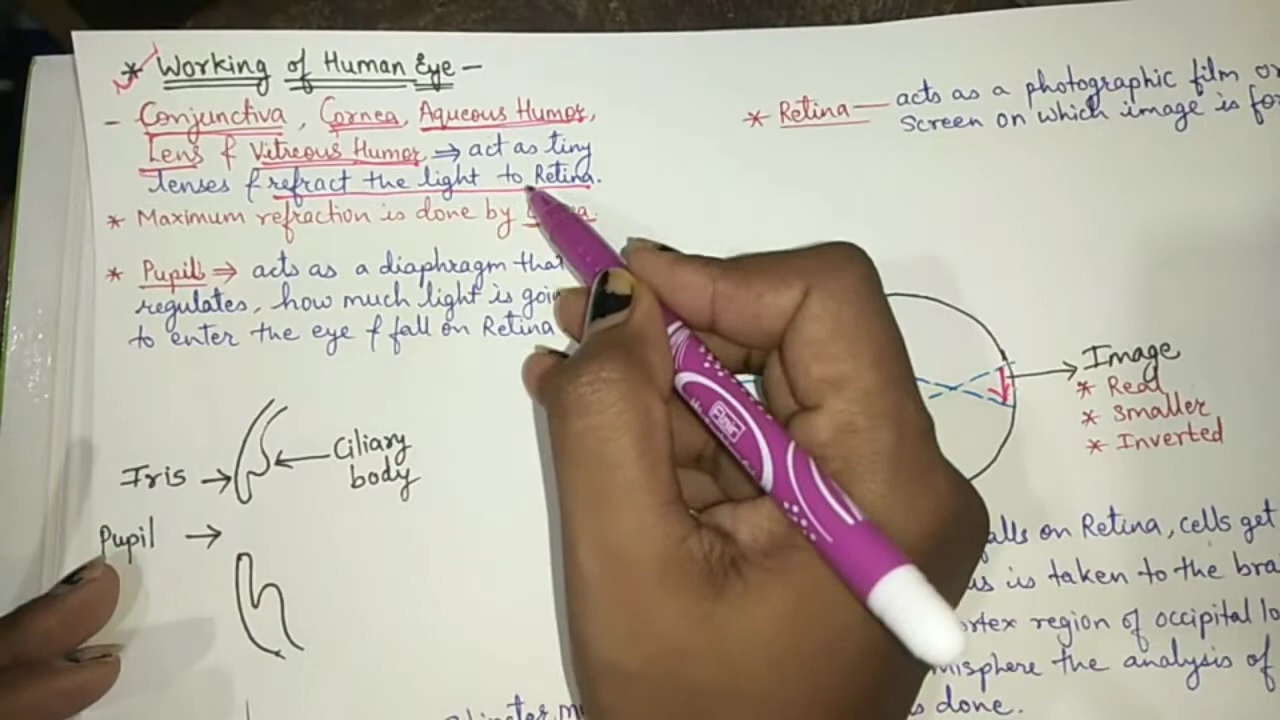 * Working of Human Eye -
- Conjunctiva, Cornea, Aqueous Humor,
Lens & Vitreous Humor ⇒ act as tiny
lenses & refract the light to Retina.
* Maximum refraction is done by
* Pupil ⇒ acts as a diaphragm that
regulates, how much light is
to enter the eye & fall on Retina
Iris →
← Ciliary
body
Pupil →
* Retina — acts as a photographic film or
screen on which image is
→ Image
* Real
* Smaller
* Inverted
on Retina, cells get
is taken to the
region of occipital
the analysis of
done.
Flair